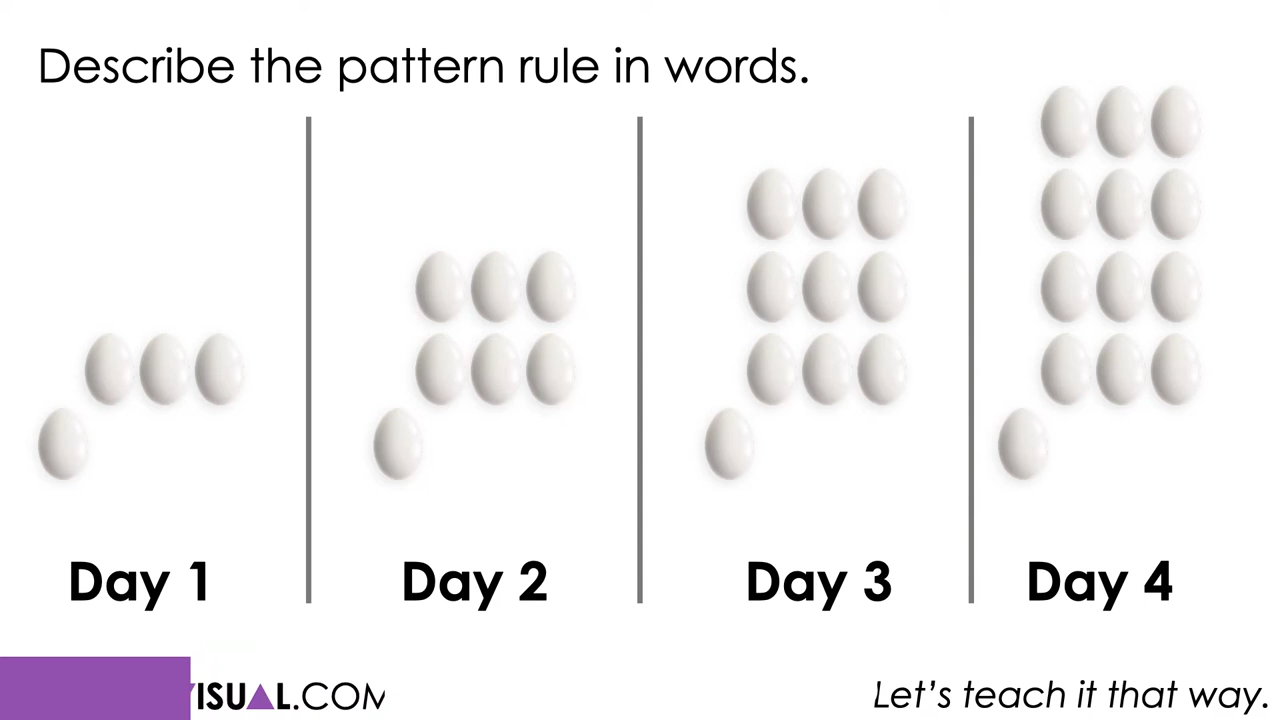 Describe the pattern rule in words.
Day 1
Day 2
Day 3
Day 4
VISUAL.COM
Let's teach it that way.